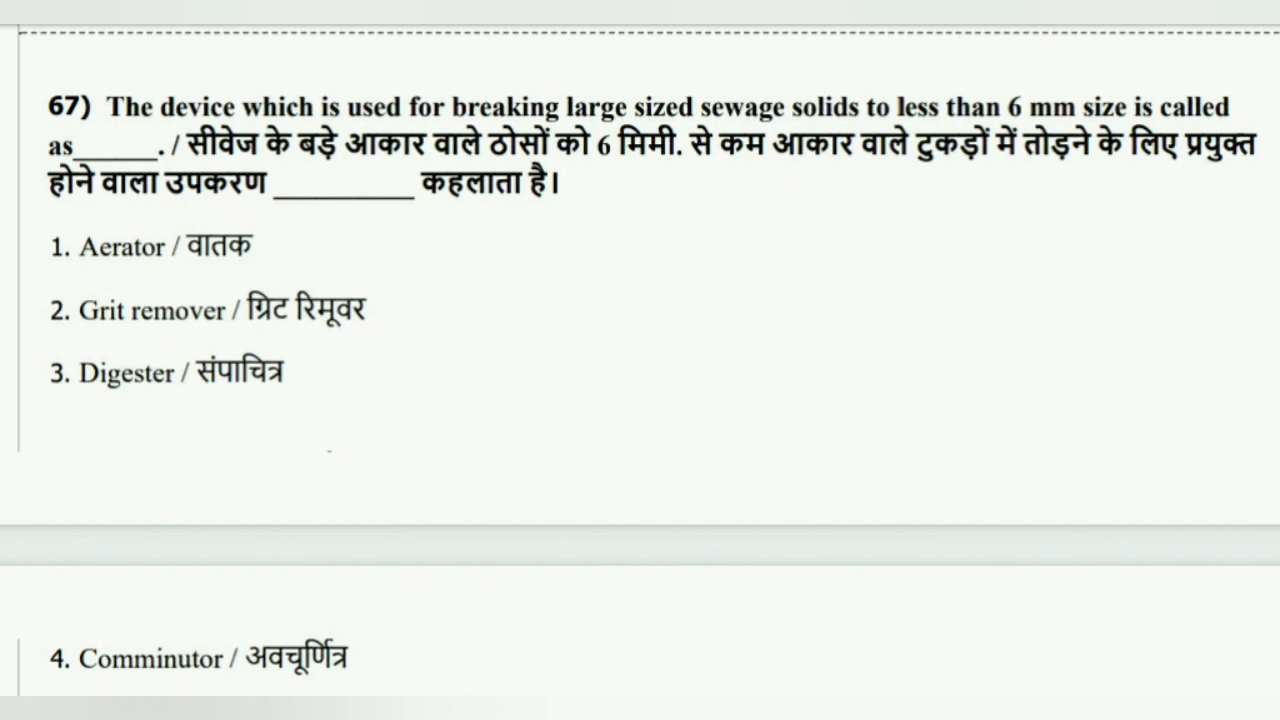 67) The device which is used for breaking large sized sewage solids to less than 6 mm size is called
as______. / सीवेज के बड़े आकार वाले ठोसों को 6 मिमी. से कम आकार वाले टुकड़ों में तोड़ने के लिए प्रयुक्त
होने वाला उपकरण __________ कहलाता है।
1. Aerator / वातक
2. Grit remover / ग्रिट रिमूवर
3. Digester / संपाचित्र
4. Comminutor / अवचूर्णित्र